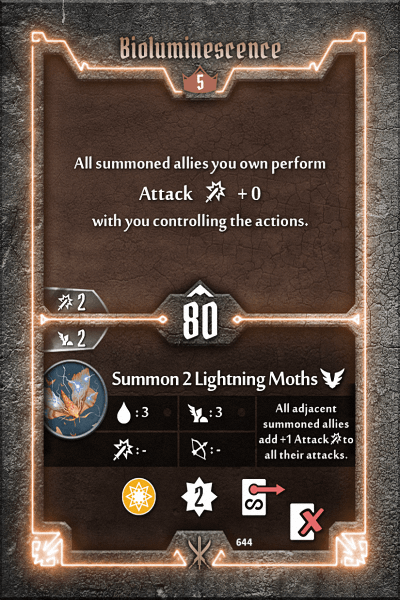 Bioluminescence
5
All summoned allies you own perform
Attack +0
with you controlling the actions.
2
80
2
Summon 2 Lightning Moths
:3 :3
All adjacent
summoned allies
add +1 Attack to
all their attacks.
:- :-
2
S
644